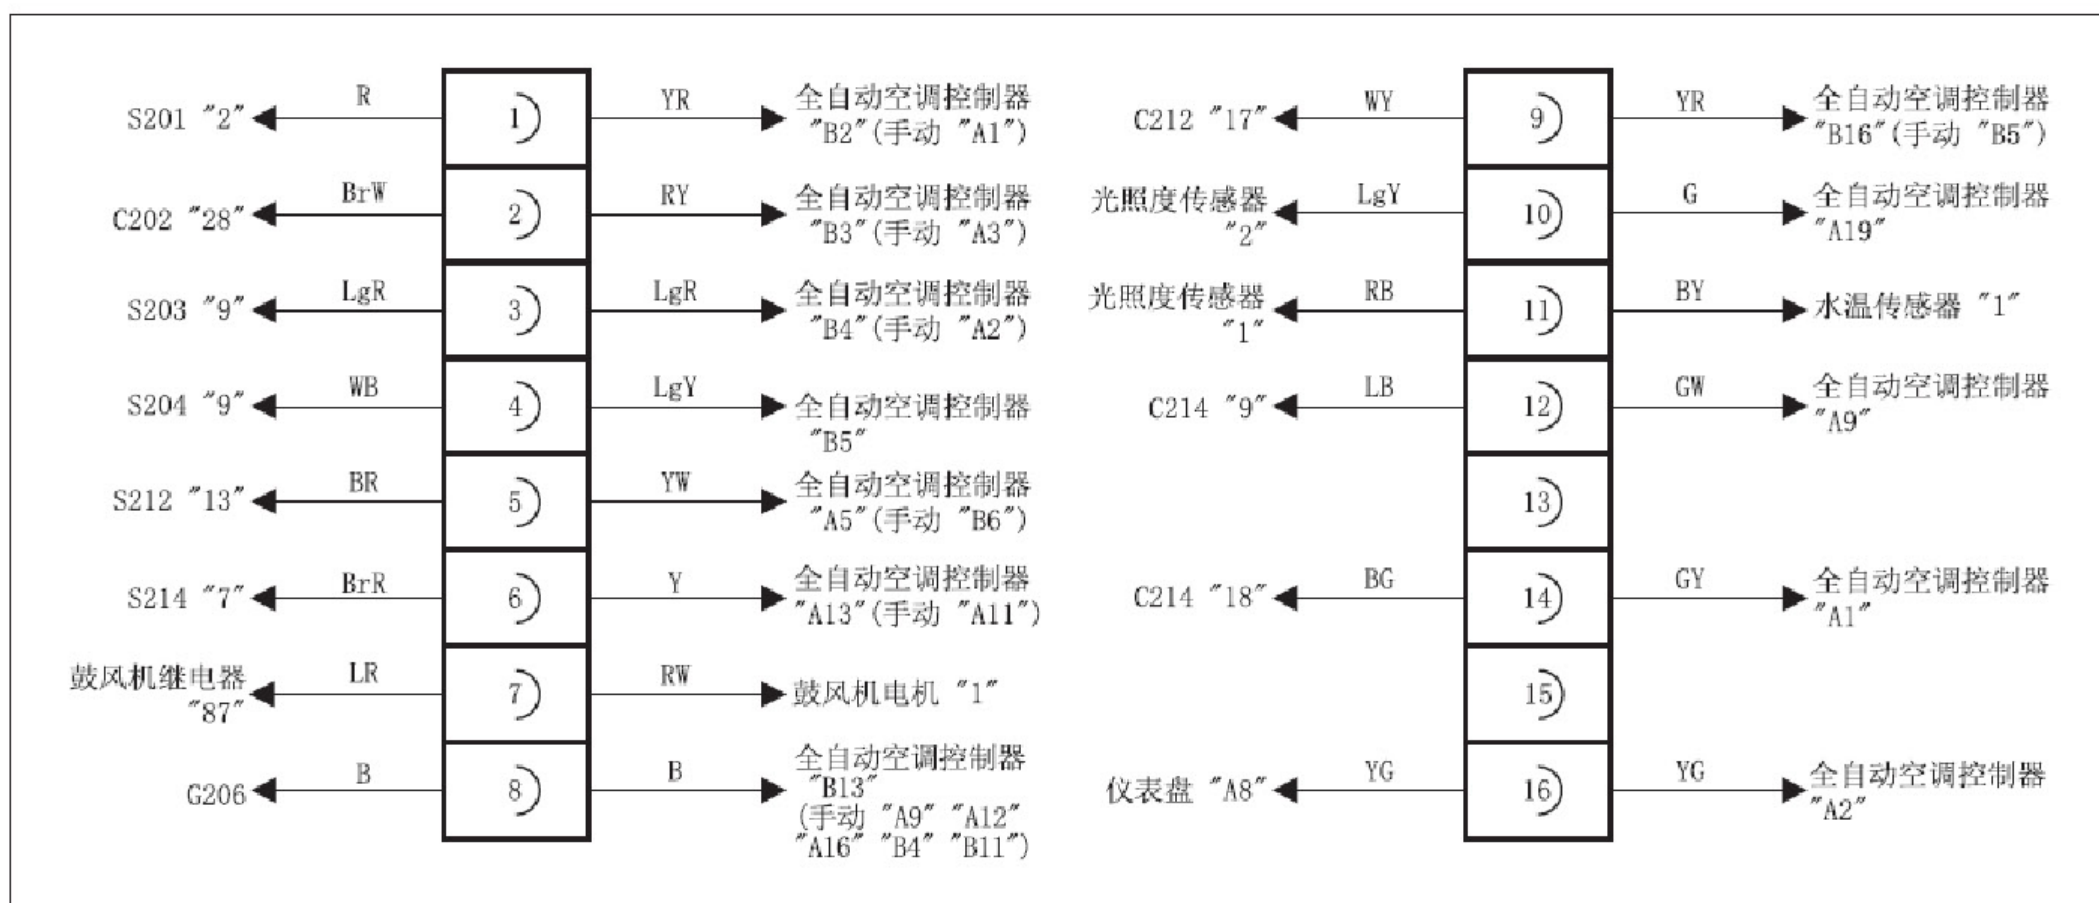 S201 "2" R 1 YR 全自动空调控制器
"B2"(手动 "A1")
C202 "28" BrW 2 RY 全自动空调控制器
"B3"(手动 "A3")
S203 "9" LgR 3 LgR 全自动空调控制器
"B4"(手动 "A2")
S204 "9" WB 4 LgY 全自动空调控制器
"B5"
S212 "13" BR 5 YW 全自动空调控制器
"A5"(手动 "B6")
S214 "7" BrR 6 Y 全自动空调控制器
"A13"(手动 "A11")
鼓风机继电器
"87" LR 7 RW 鼓风机电机 "1"
G206 B 8 B 全自动空调控制器
"B13"
(手动 "A9" "A12"
"A16" "B4" "B11")
C212 "17" WY 9 YR 全自动空调控制器
"B16"(手动 "B5")
光照度传感器
"2" LgY 10 G 全自动空调控制器
"A19"
光照度传感器
"1" RB 11 BY 水温传感器 "1"
C214 "9" LB 12 GW 全自动空调控制器
"A9"
13
C214 "18" BG 14 GY 全自动空调控制器
"A1"
15
仪表盘 "A8" YG 16 YG 全自动空调控制器
"A2"